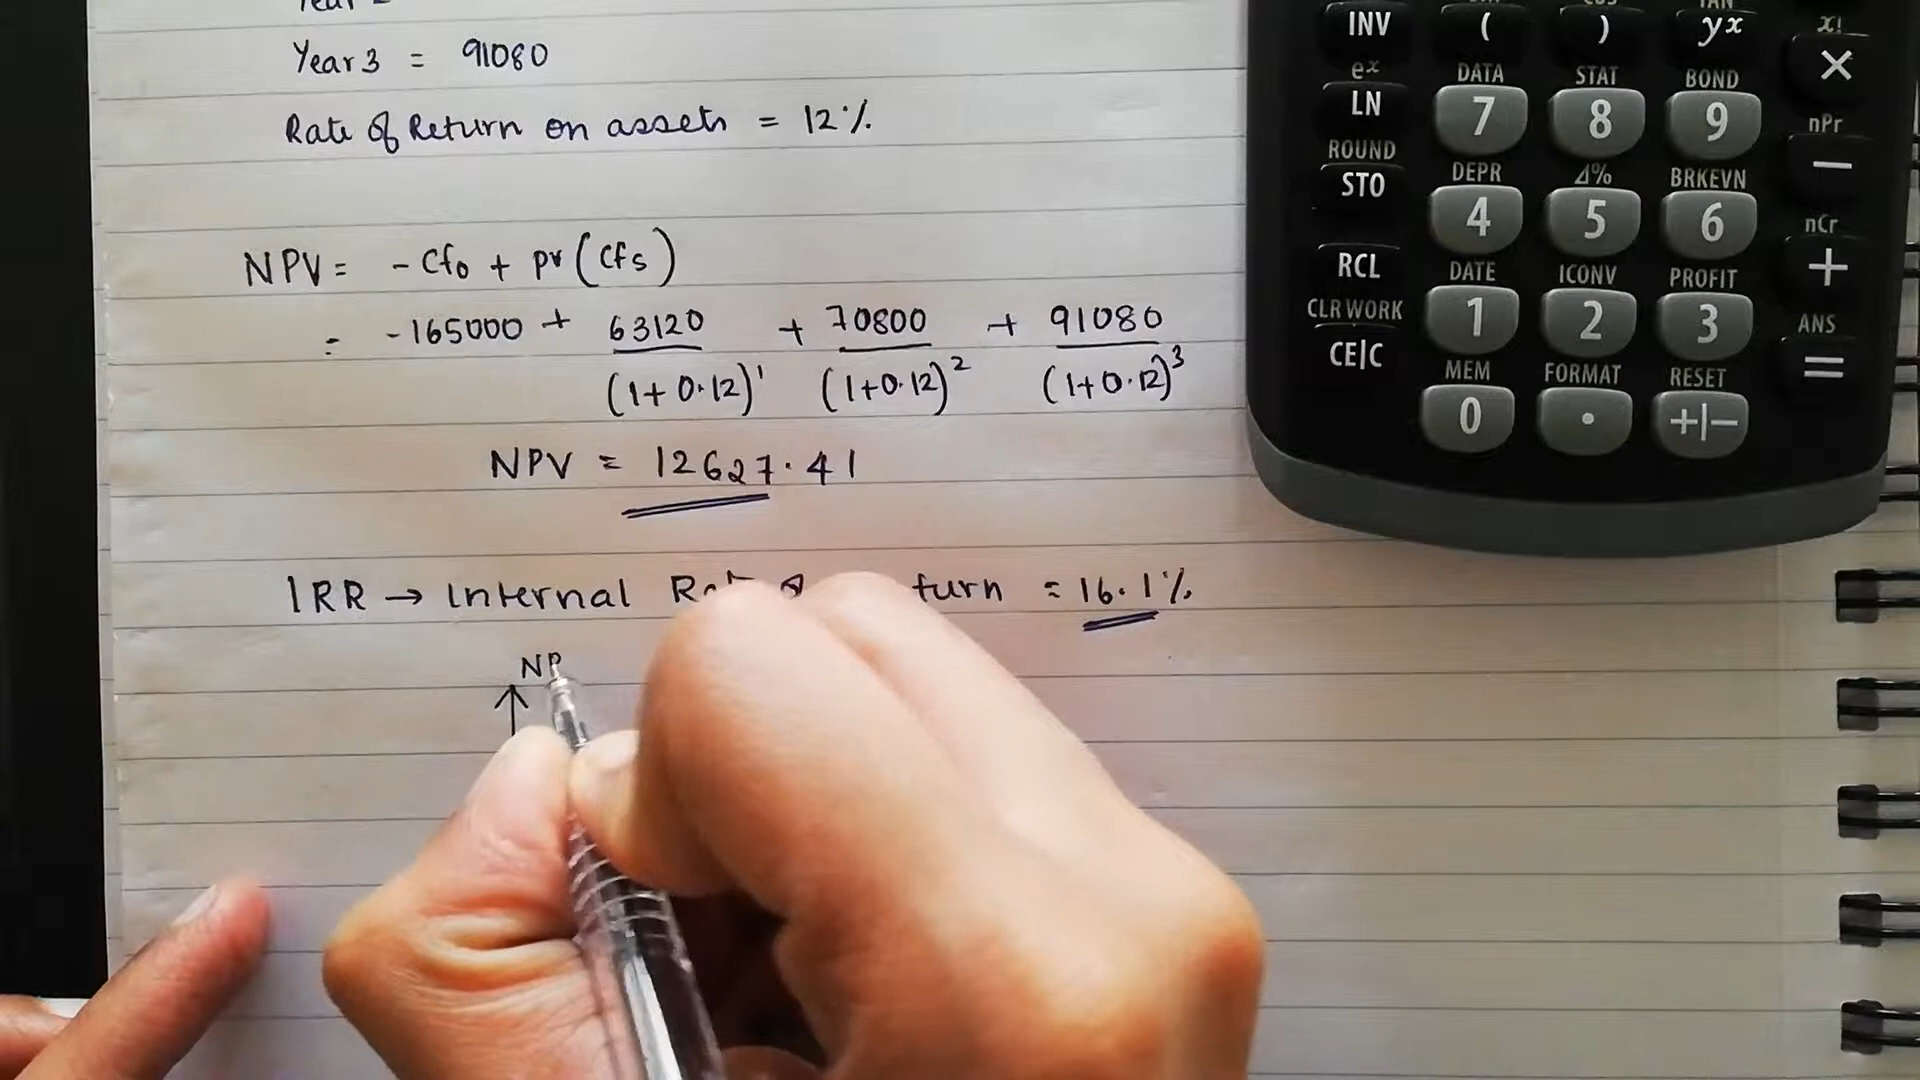 Year 3 = 91080
Rate of Return on assets = 12%
NPV = - Cf0 + pv (Cfs)
= -165000 + 63120 + 70800 + 91080
(1+0.12)^1 (1+0.12)^2 (1+0.12)^3
NPV = 12627.41
IRR → Internal turn = 16.1%
NP
INV ( ) yx x!
eˣ DATA STAT BOND ×
LN 7 8 9 nPr
ROUND DEPR Δ% BRKEVN −
STO 4 5 6 nCr
RCL DATE ICONV PROFIT +
CLR WORK 1 2 3 ANS
CE|C MEM FORMAT RESET =
0 . +|−